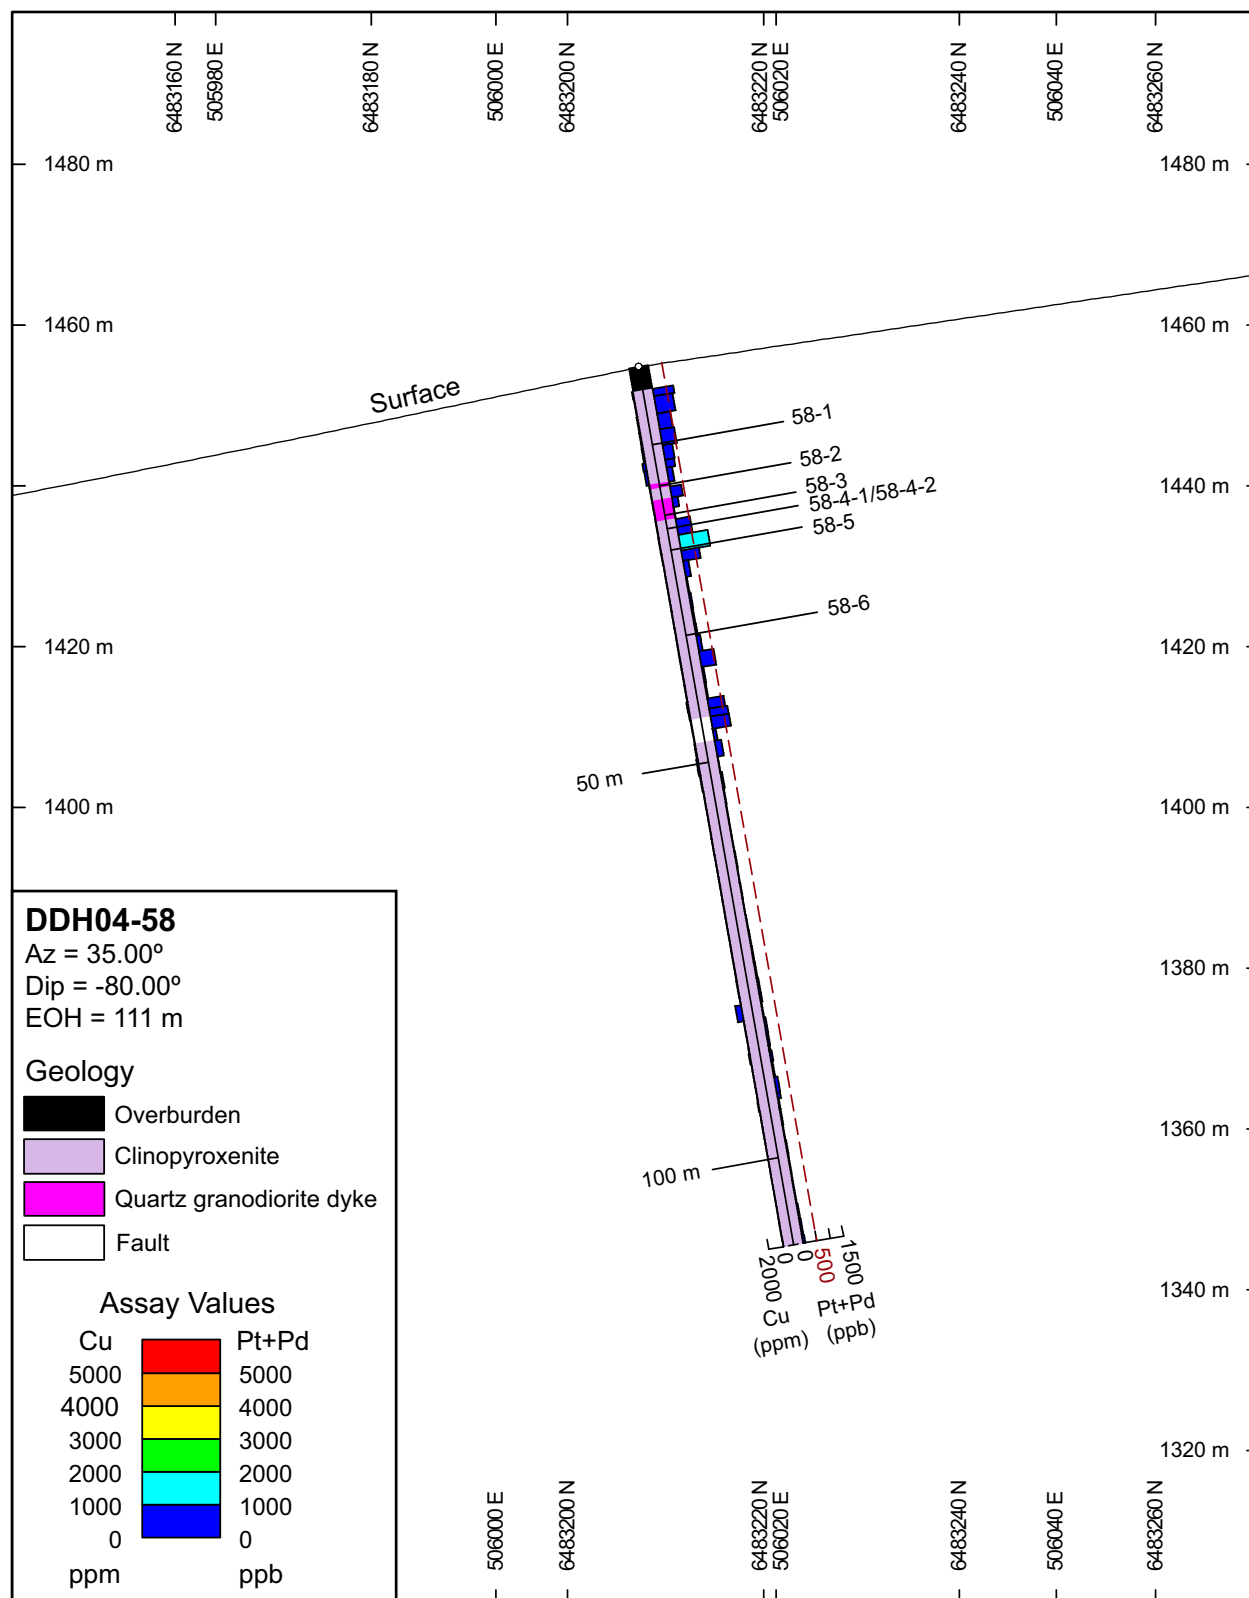 6483160 N
505980 E
6483180 N
506000 E
6483200 N
6483220 N
506020 E
6483240 N
506040 E
6483260 N
1480 m
1480 m
1460 m
1460 m
Surface
58-1
58-2
58-3
58-4-1/58-4-2
58-5
1440 m
1440 m
58-6
1420 m
1420 m
50 m
1400 m
1400 m
1380 m
1360 m
100 m
1340 m
1320 m
2000
0
0
500
1500
Cu
(ppm)
Pt+Pd
(ppb)
DDH04-58
Az = 35.00º
Dip = -80.00º
EOH = 111 m
Geology
Overburden
Clinopyroxenite
Quartz granodiorite dyke
Fault
Assay Values
Cu Pt+Pd
5000 5000
4000 4000
3000 3000
2000 2000
1000 1000
0 0
ppm ppb
506000 E
6483200 N
6483220 N
506020 E
6483240 N
506040 E
6483260 N